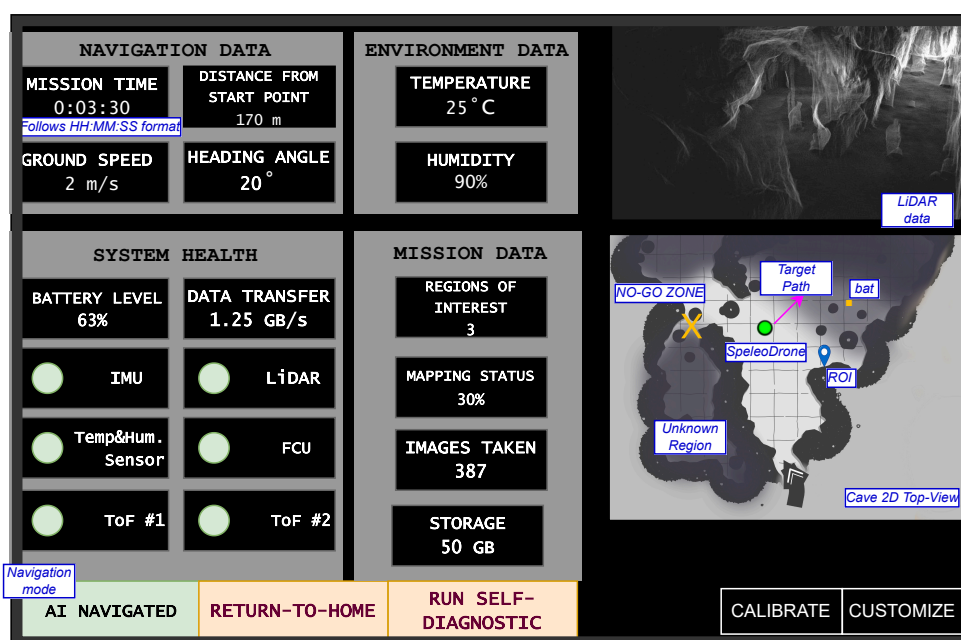 NAVIGATION DATA
MISSION TIME
0:03:30
Follows HH:MM:SS format
DISTANCE FROM
START POINT
170 m
GROUND SPEED
2 m/s
HEADING ANGLE
20°
ENVIRONMENT DATA
TEMPERATURE
25°C
HUMIDITY
90%
LiDAR
data
SYSTEM HEALTH
BATTERY LEVEL
63%
DATA TRANSFER
1.25 GB/s
IMU
LiDAR
Temp&Hum.
Sensor
FCU
ToF #1
ToF #2
MISSION DATA
REGIONS OF
INTEREST
3
MAPPING STATUS
30%
IMAGES TAKEN
387
STORAGE
50 GB
NO-GO ZONE
Target
Path
bat
SpeleoDrone
ROI
Unknown
Region
Cave 2D Top-View
Navigation
mode
AI NAVIGATED
RETURN-TO-HOME
RUN SELF-
DIAGNOSTIC
CALIBRATE
CUSTOMIZE